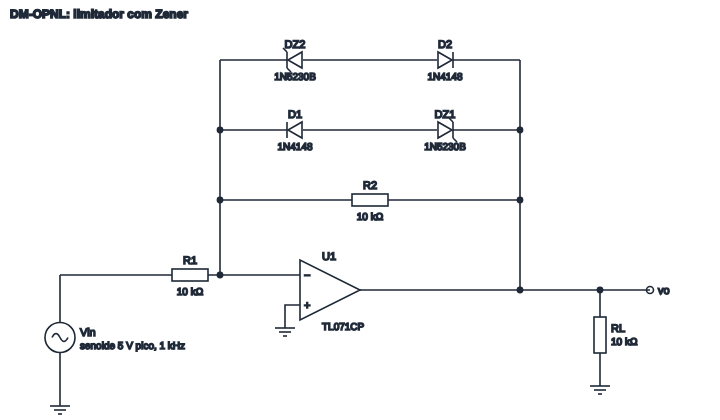 DM-OPNL: limitador com Zener
DZ2
1N5230B
D2
1N4148
D1
1N4148
DZ1
1N5230B
R2
10 kΩ
R1
10 kΩ
U1
−
+
TL071CP
vo
Vin
senoide 5 V pico, 1 kHz
RL
10 kΩ